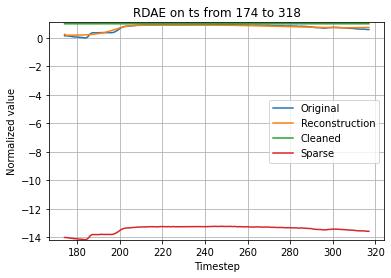 RDAE on ts from 174 to 318
Normalized value
0
−2
−4
−6
−8
−10
−12
−14
Original
Reconstruction
Cleaned
Sparse
180 200 220 240 260 280 300 320
Timestep